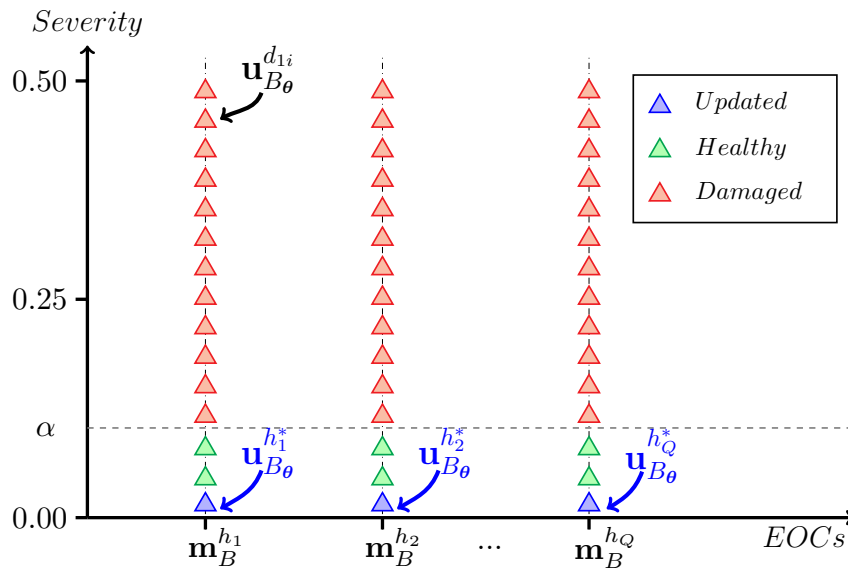 Severity
0.50
u_{B_θ}^{d_{1i}}
Updated
Healthy
Damaged
0.25
α
u_{B_θ}^{h_1^*}
u_{B_θ}^{h_2^*}
u_{B_θ}^{h_Q^*}
0.00
m_B^{h_1} m_B^{h_2} ... m_B^{h_Q} EOCs